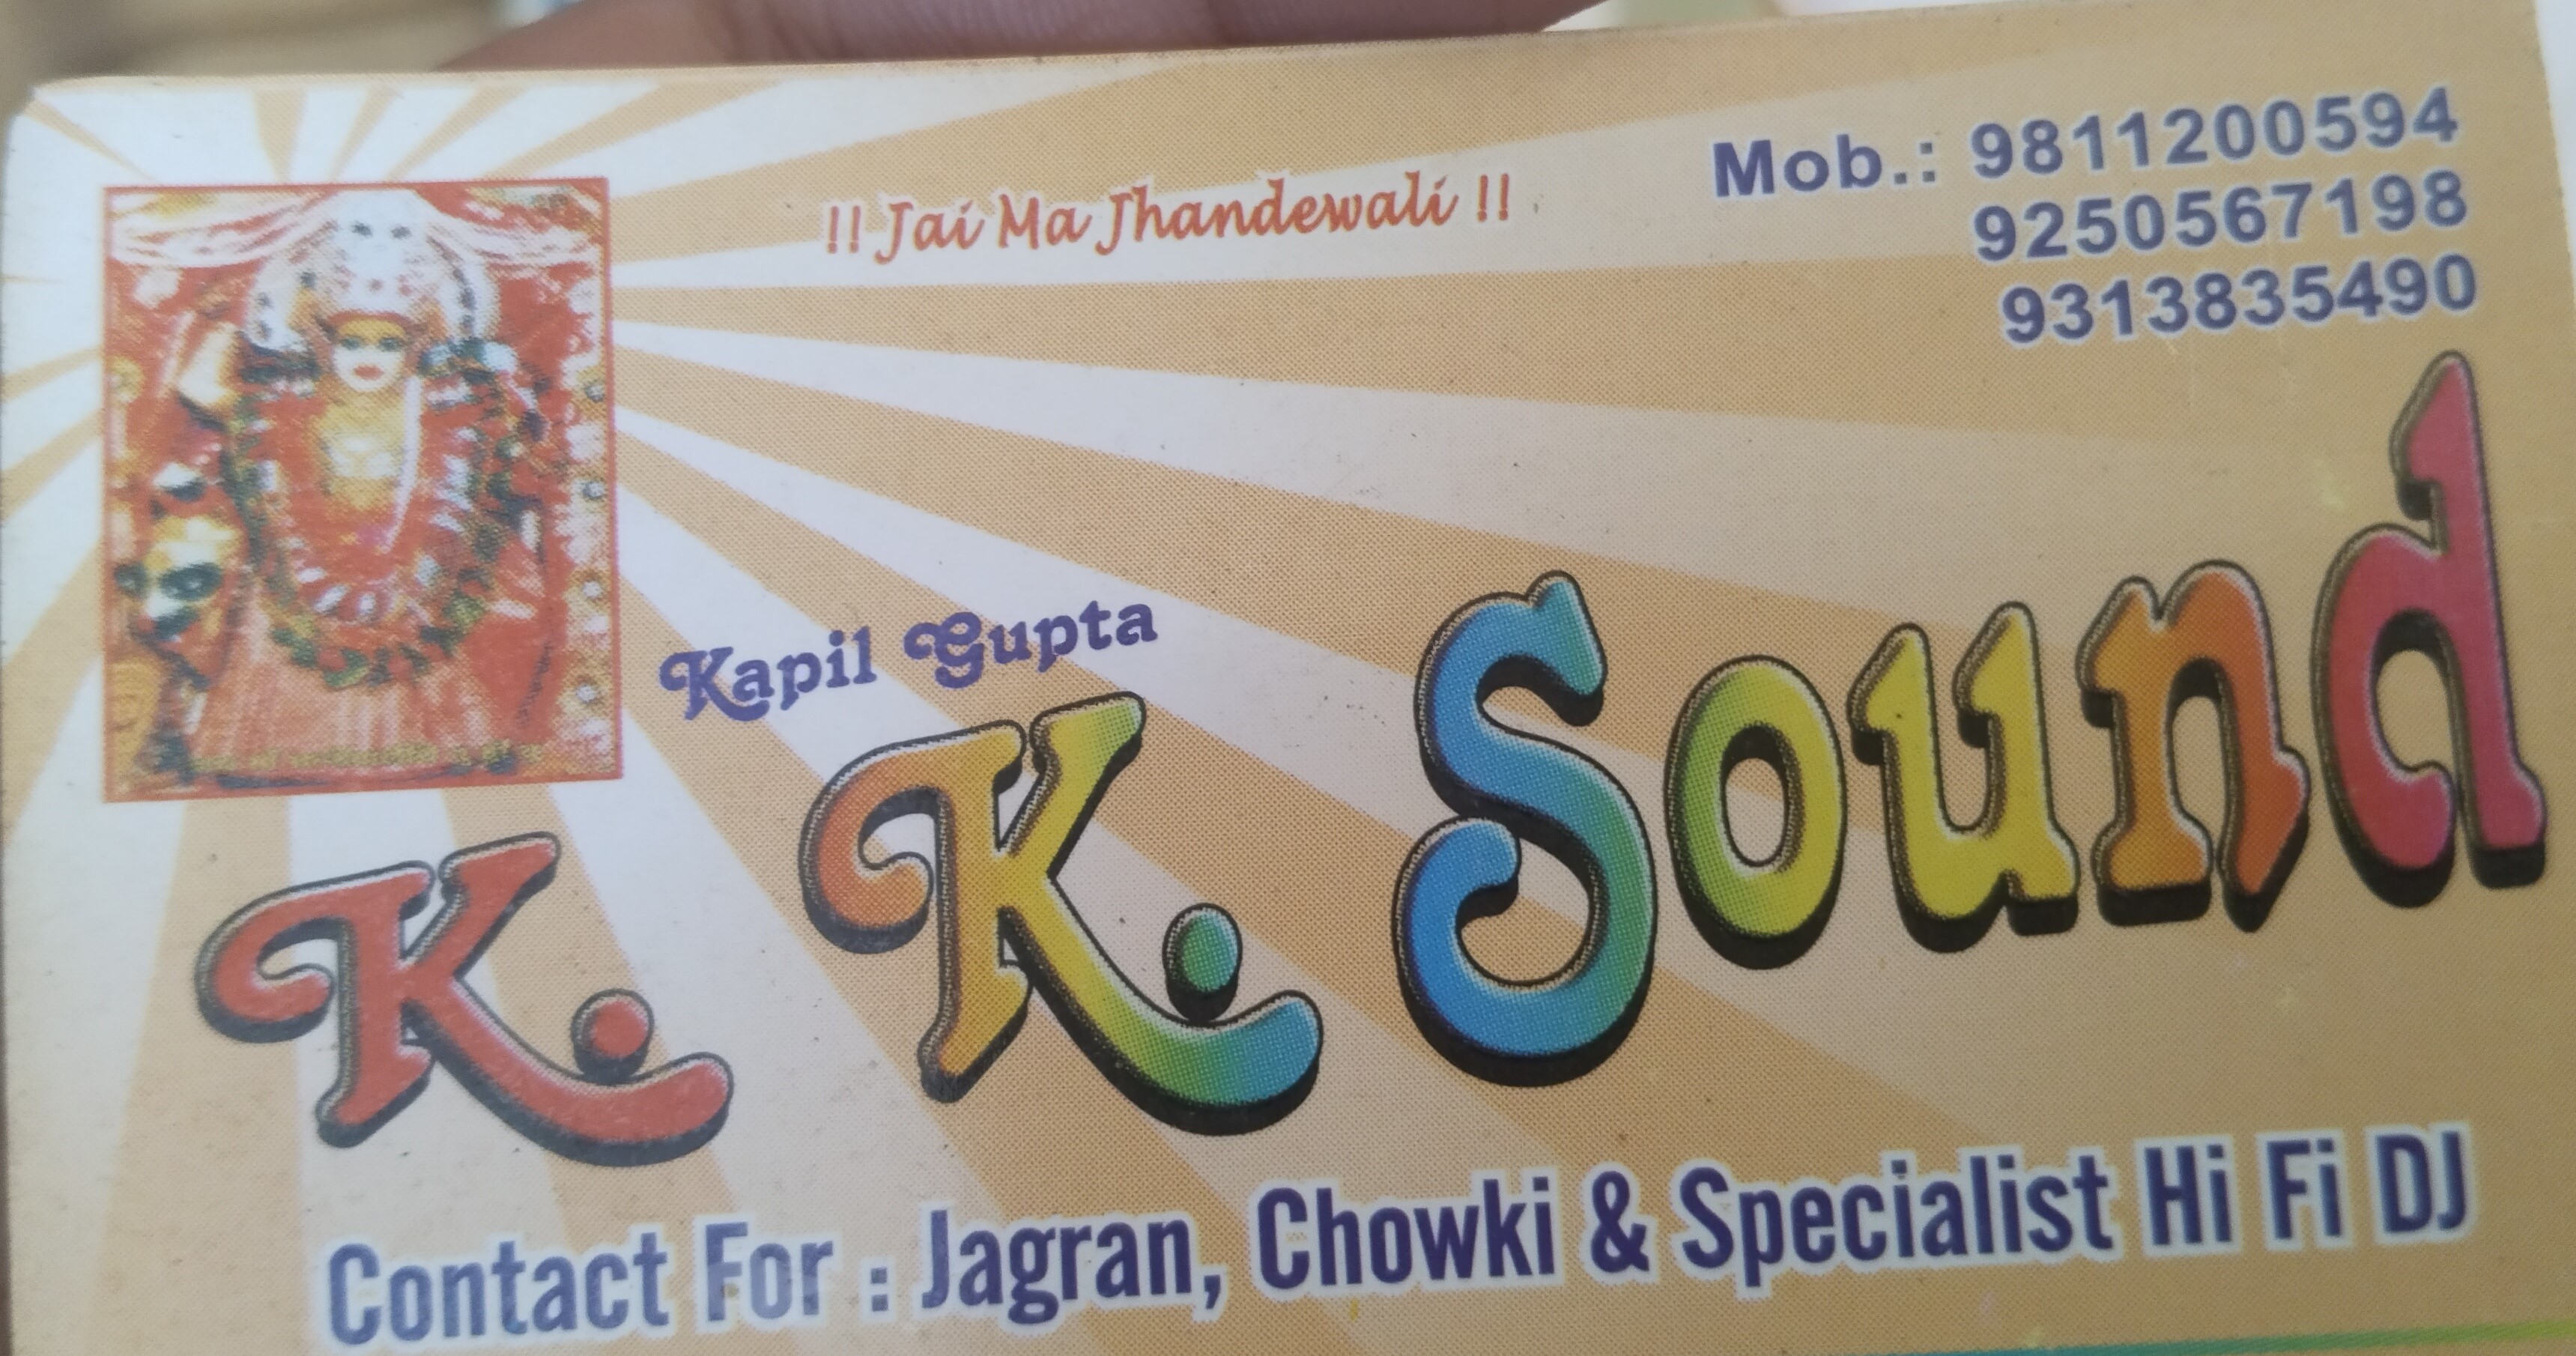 !! Jai Ma Jhandewali !!
Mob.: 9811200594
9250567198
9313835490
Kapil Gupta
K. K. Sound
Contact For : Jagran, Chowki & Specialist Hi Fi DJ